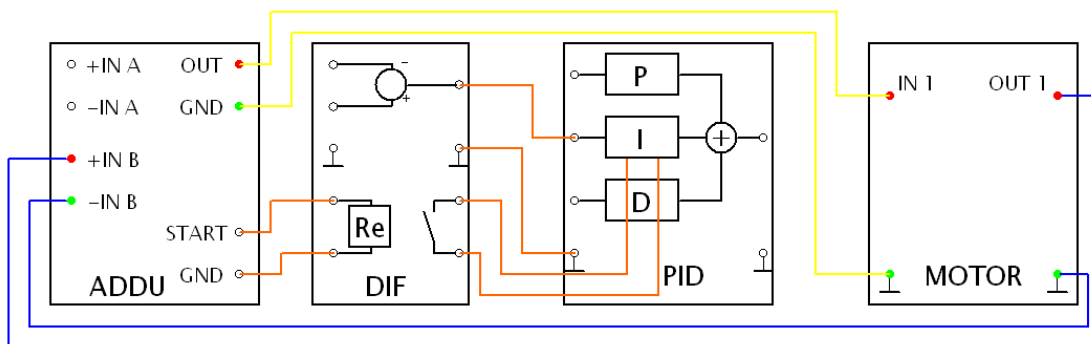 +IN A OUT
-IN A GND
+IN B
-IN B
START
GND
ADDU
-
+
Re
DIF
P
I
+
D
PID
IN 1 OUT 1
MOTOR